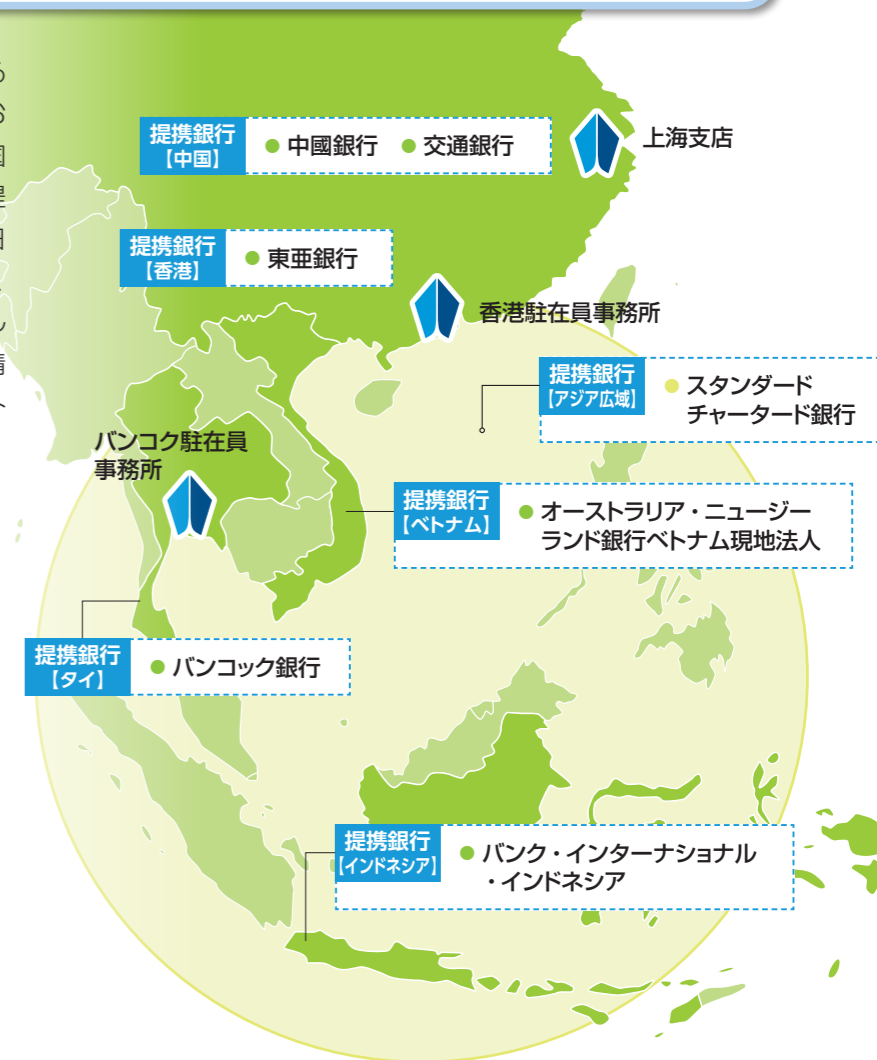 提携銀行
【中国】
● 中國銀行 ● 交通銀行
上海支店
提携銀行
【香港】
● 東亜銀行
香港駐在員事務所
提携銀行
【アジア広域】
● スタンダード
チャータード銀行
バンコク駐在員
事務所
提携銀行
【ベトナム】
● オーストラリア・ニュージー
ランド銀行ベトナム現地法人
提携銀行
【タイ】
● バンコック銀行
提携銀行
【インドネシア】
● バンク・インターナショナル
・インドネシア